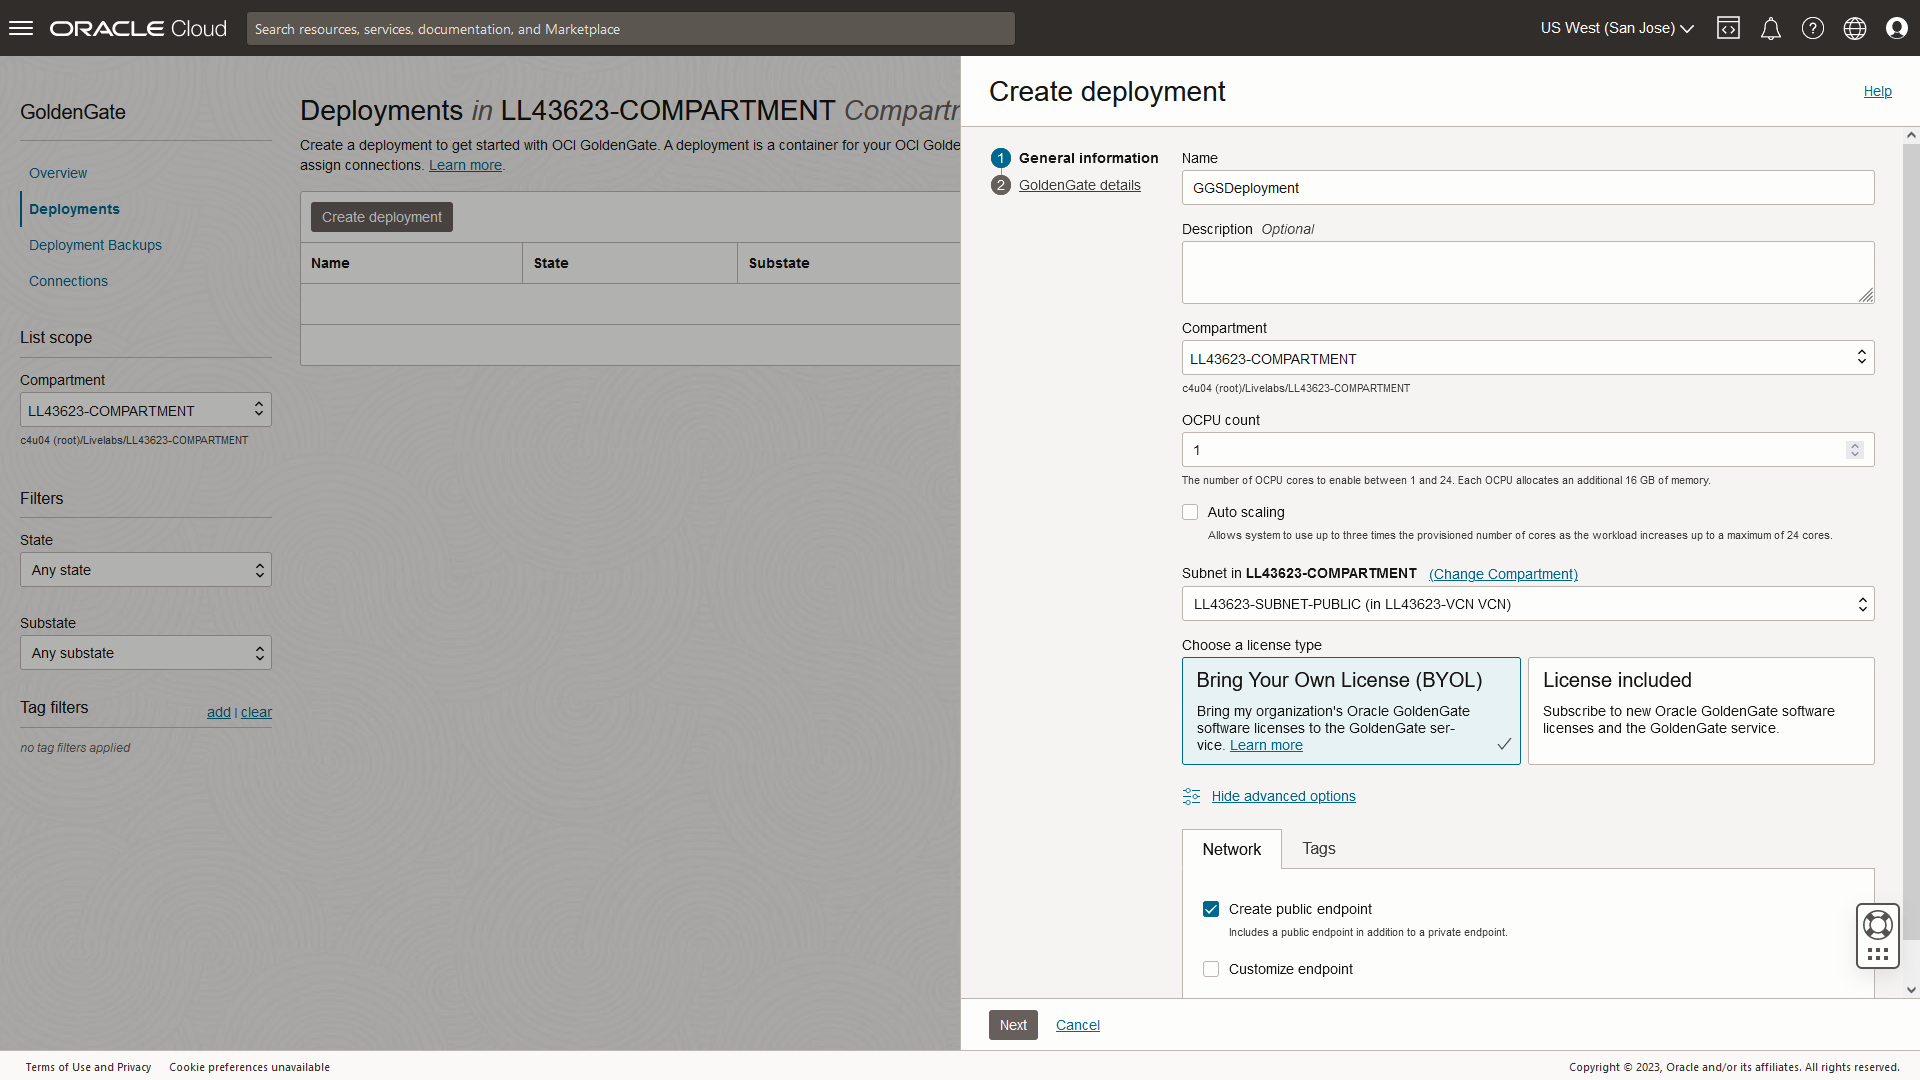 ORACLE Cloud
Search resources, services, documentation, and Marketplace
US West (San Jose)
GoldenGate
Overview
Deployments
Deployment Backups
Connections
List scope
Compartment
LL43623-COMPARTMENT
c4u04 (root)/Livelabs/LL43623-COMPARTMENT
Filters
State
Any state
Substate
Any substate
Tag filters
add | clear
no tag filters applied
Deployments in LL43623-COMPARTMENT Compartm
Create a deployment to get started with OCI GoldenGate. A deployment is a container for your OCI Golde
assign connections. Learn more.
Create deployment
Name State Substate
Create deployment
Help
1 General information
2 GoldenGate details
Name
GGSDeployment
Description Optional
Compartment
LL43623-COMPARTMENT
c4u04 (root)/Livelabs/LL43623-COMPARTMENT
OCPU count
1
The number of OCPU cores to enable between 1 and 24. Each OCPU allocates an additional 16 GB of memory.
Auto scaling
Allows system to use up to three times the provisioned number of cores as the workload increases up to a maximum of 24 cores.
Subnet in LL43623-COMPARTMENT (Change Compartment)
LL43623-SUBNET-PUBLIC (in LL43623-VCN VCN)
Choose a license type
Bring Your Own License (BYOL)
Bring my organization's Oracle GoldenGate
software licenses to the GoldenGate ser-
vice. Learn more
License included
Subscribe to new Oracle GoldenGate software
licenses and the GoldenGate service.
Hide advanced options
Network Tags
Create public endpoint
Includes a public endpoint in addition to a private endpoint.
Customize endpoint
Next Cancel
Terms of Use and Privacy Cookie preferences unavailable
Copyright © 2023, Oracle and/or its affiliates. All rights reserved.